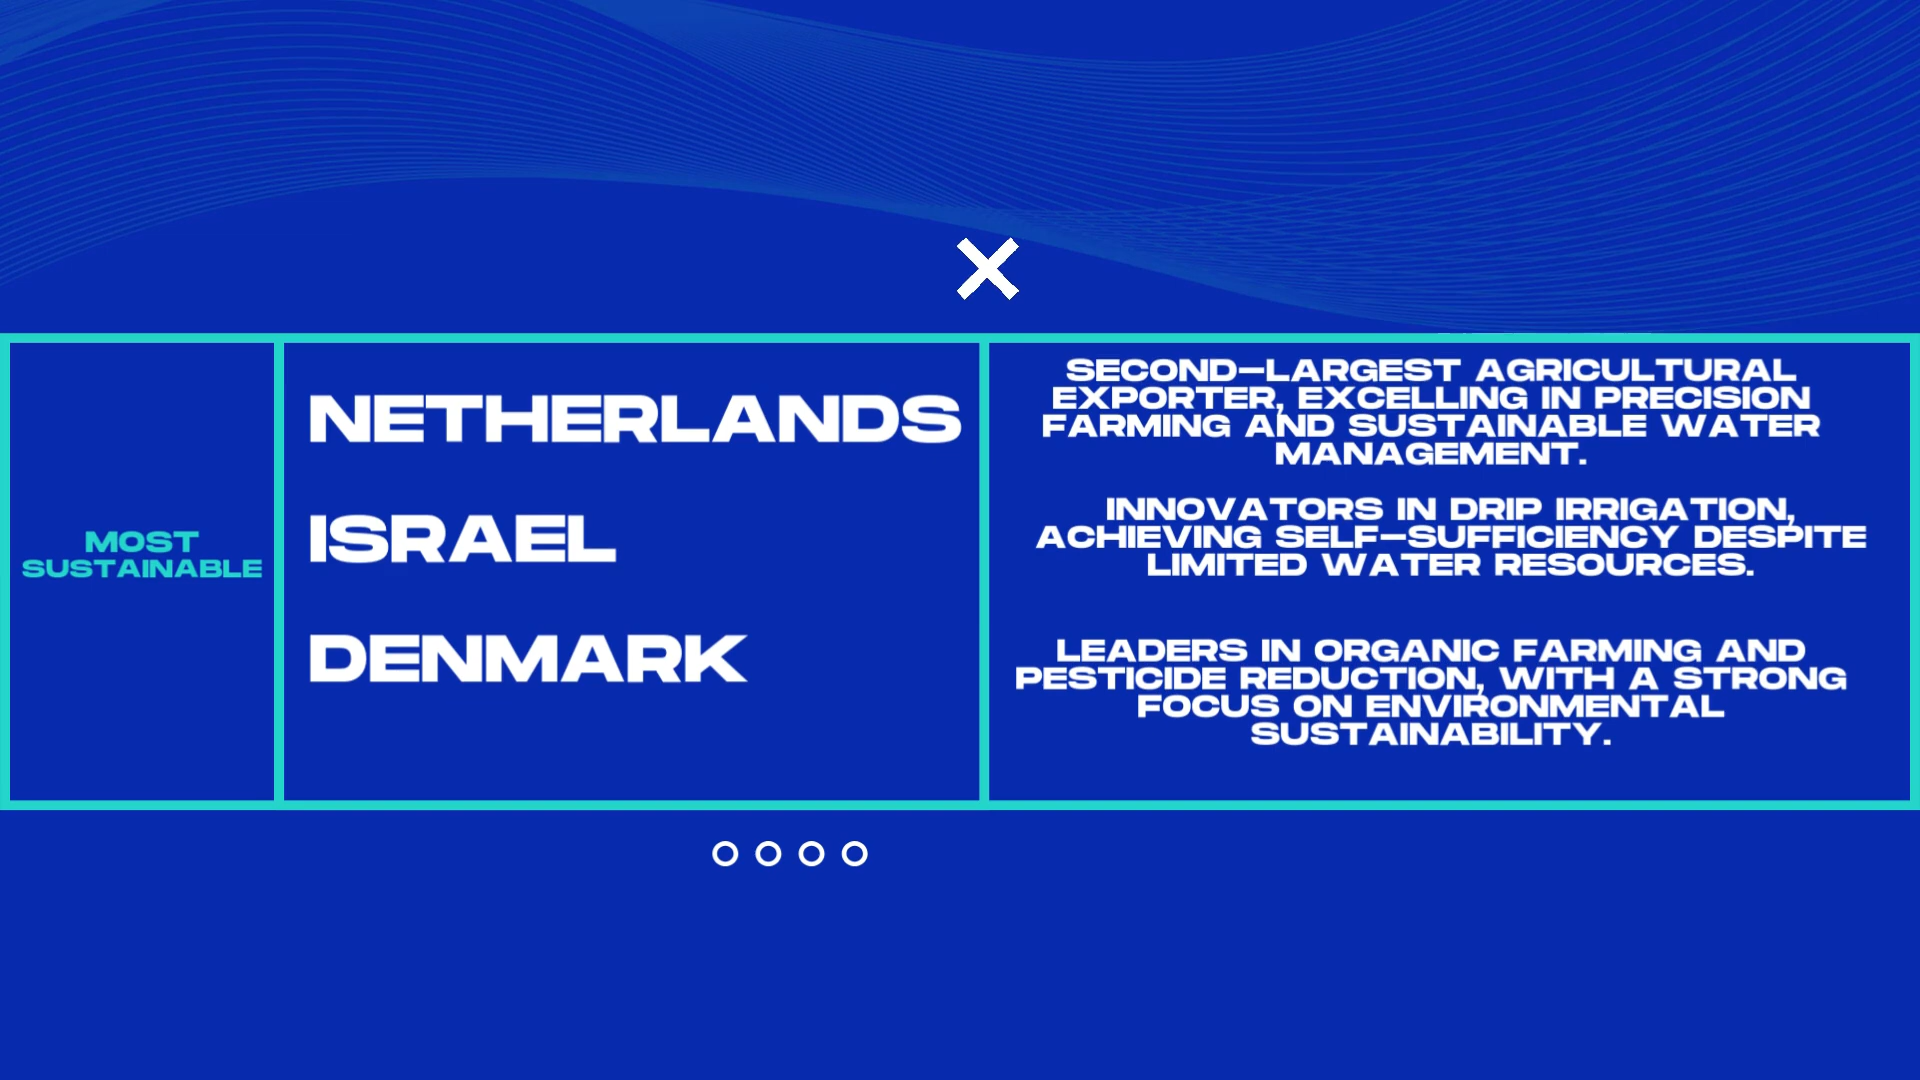 MOST
SUSTAINABLE
NETHERLANDS
SECOND-LARGEST AGRICULTURAL
EXPORTER, EXCELLING IN PRECISION
FARMING AND SUSTAINABLE WATER
MANAGEMENT.
ISRAEL
INNOVATORS IN DRIP IRRIGATION,
ACHIEVING SELF-SUFFICIENCY DESPITE
LIMITED WATER RESOURCES.
DENMARK
LEADERS IN ORGANIC FARMING AND
PESTICIDE REDUCTION, WITH A STRONG
FOCUS ON ENVIRONMENTAL
SUSTAINABILITY.